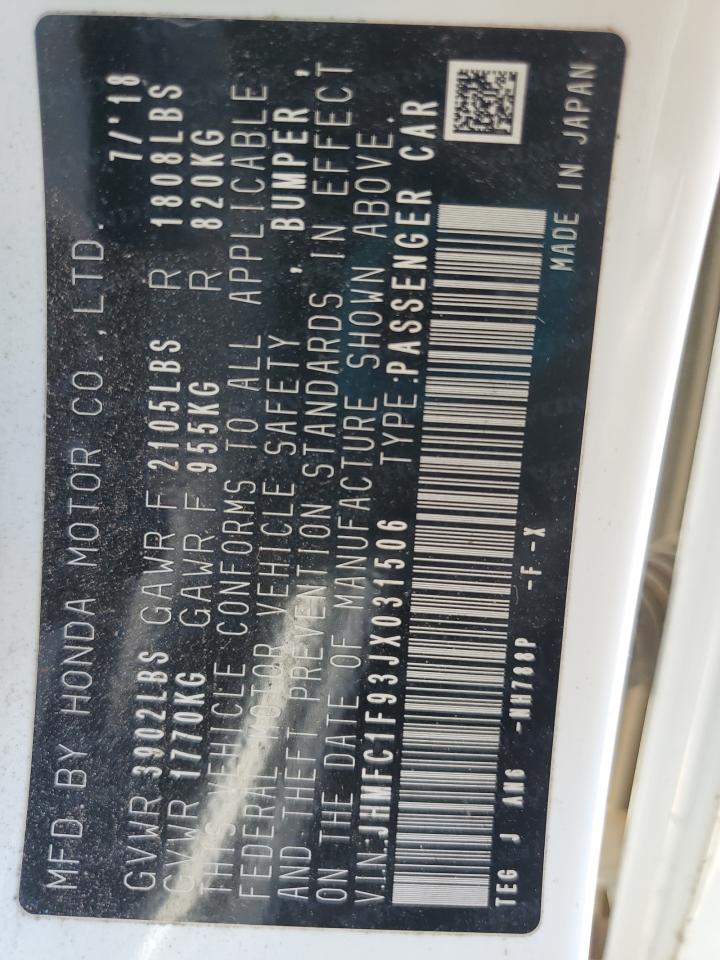 MFD.BY HONDA MOTOR CO.,LTD. 7/'18
GVWR 3902LBS GAWR F 2105LBS R 1808LBS
GVWR 1770KG GAWR F 955KG R 820KG
THIS VEHICLE CONFORMS TO ALL APPLICABLE
FEDERAL MOTOR VEHICLE SAFETY , BUMPER ,
AND THEFT PREVENTION STANDARDS IN EFFECT
ON THE DATE OF MANUFACTURE SHOWN ABOVE.
V.I.N:JHMFC1F93JX031506 TYPE:PASSENGER CAR
TEG J AN6 -NH788P -F -X MADE IN JAPAN